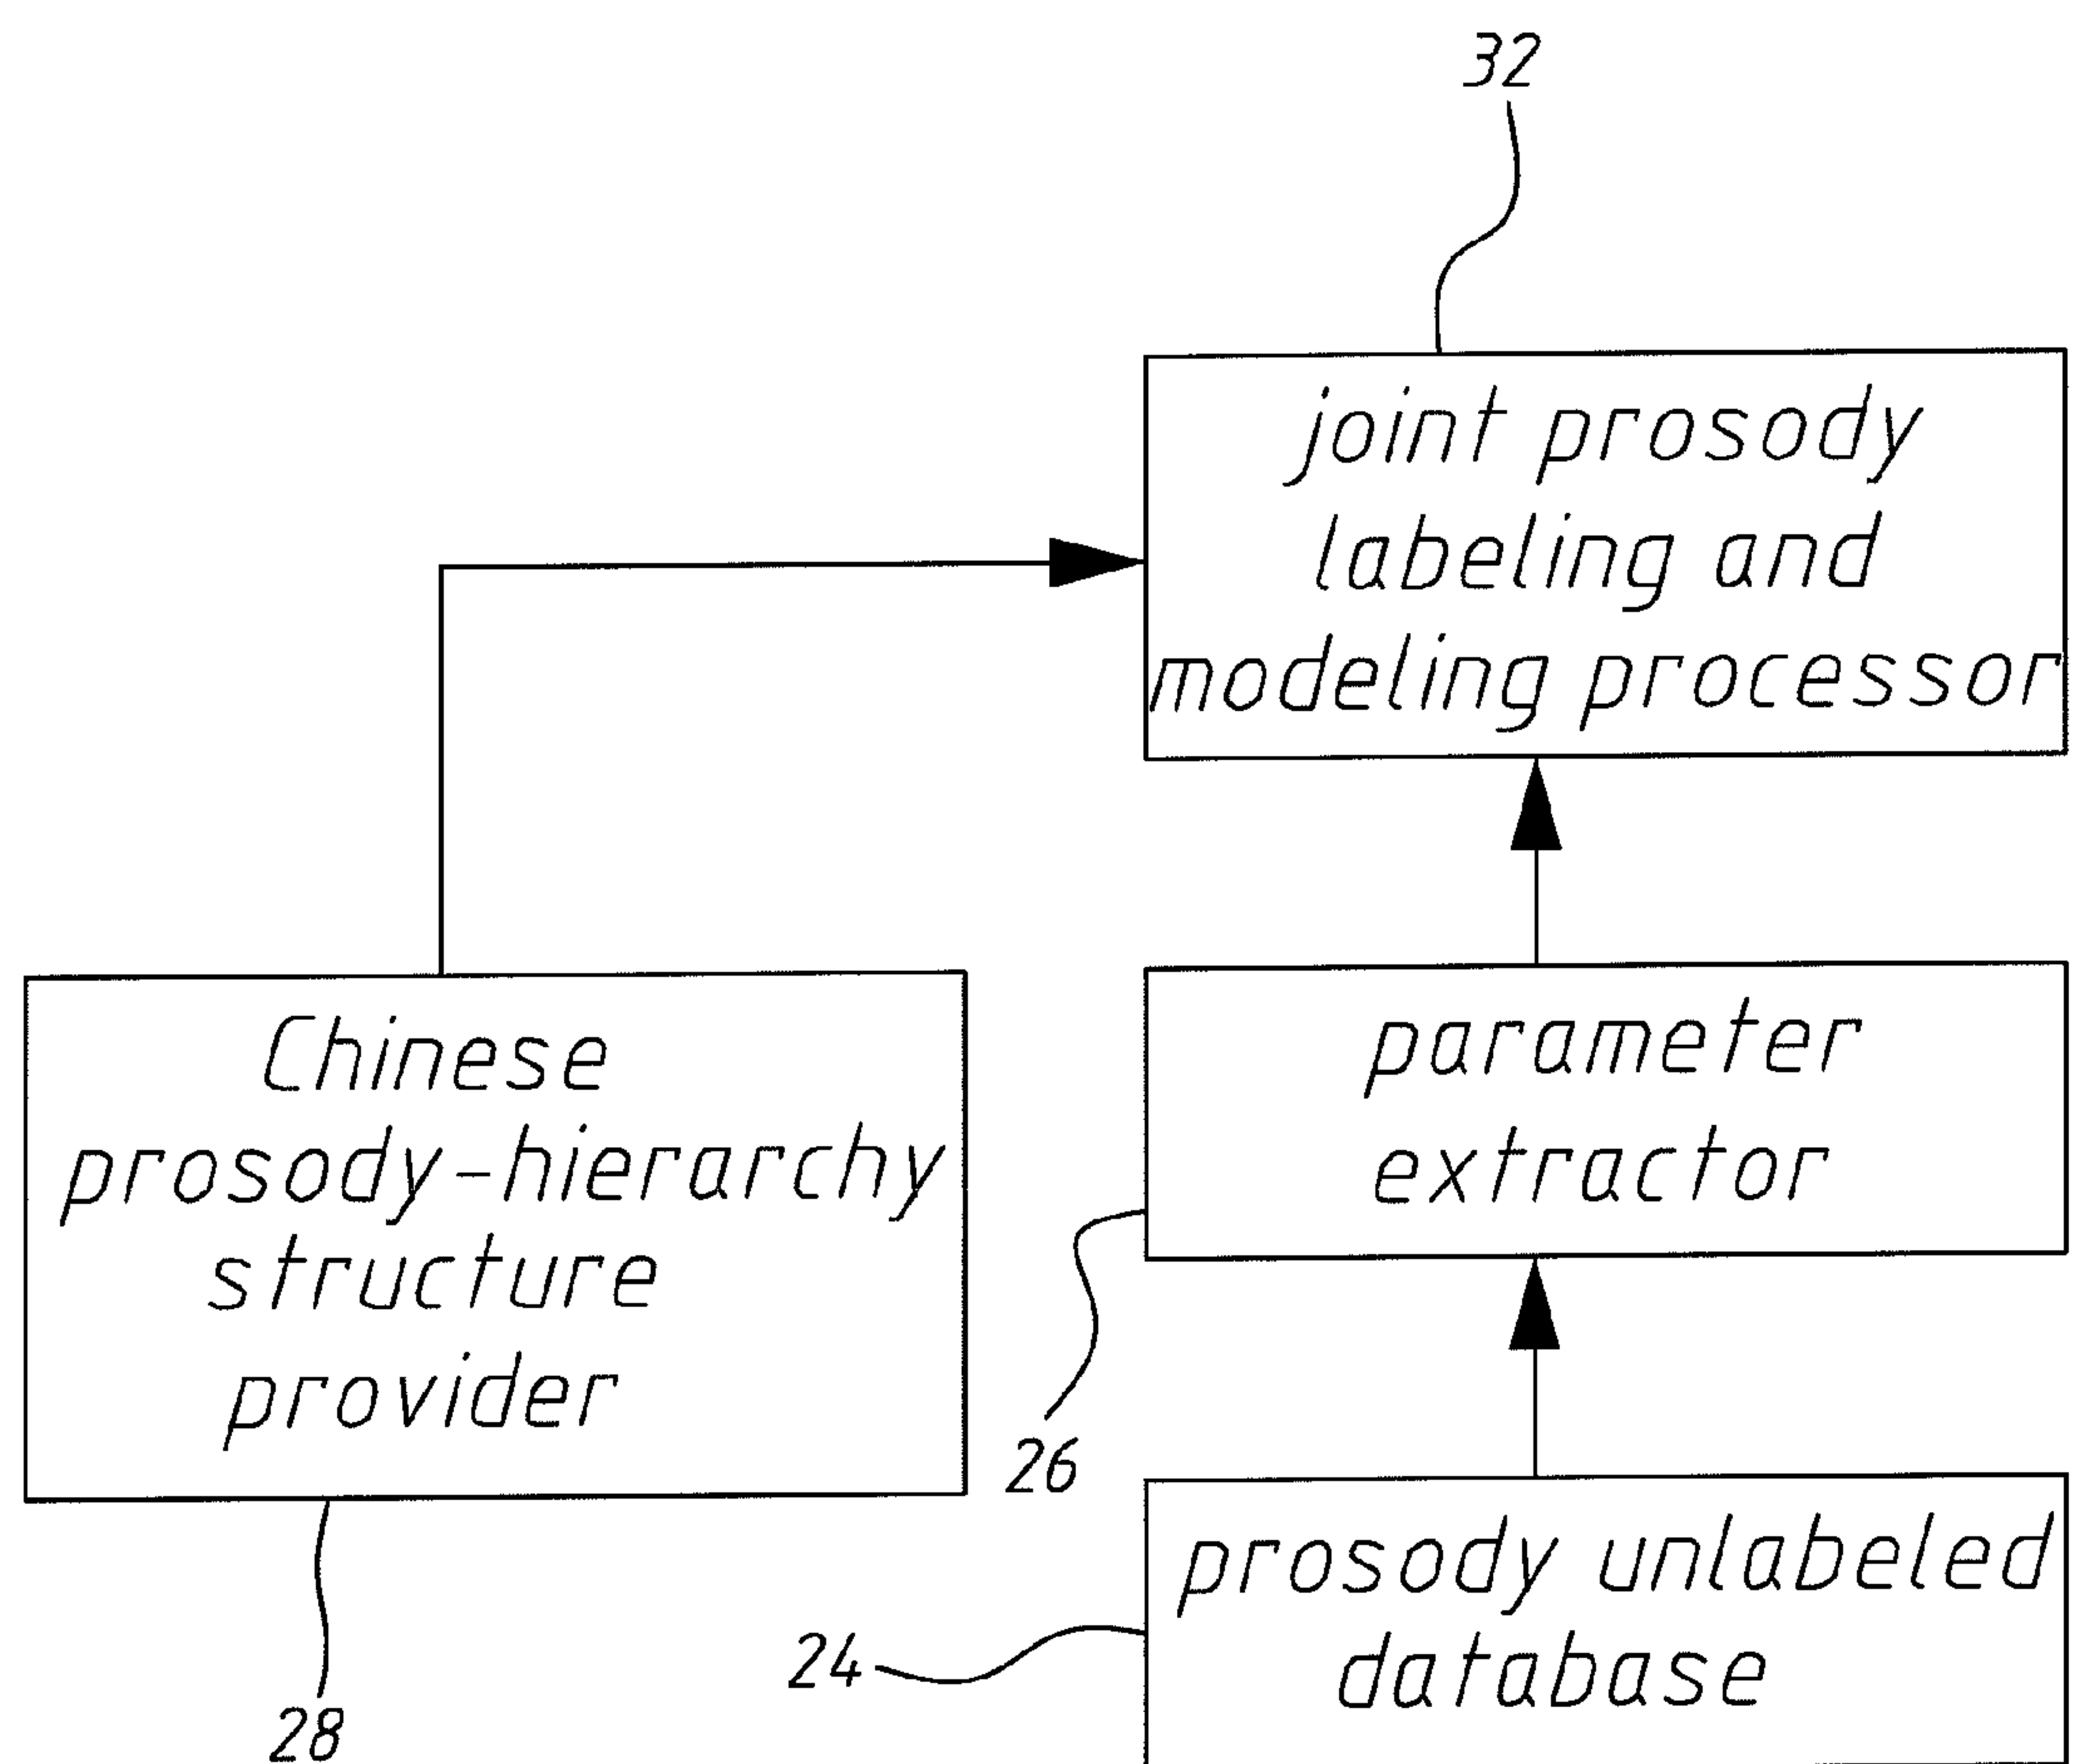 32
joint prosody
labeling and
modeling processor
Chinese
prosody-hierarchy
structure
provider
parameter
extractor
26
prosody unlabeled
database
24
28